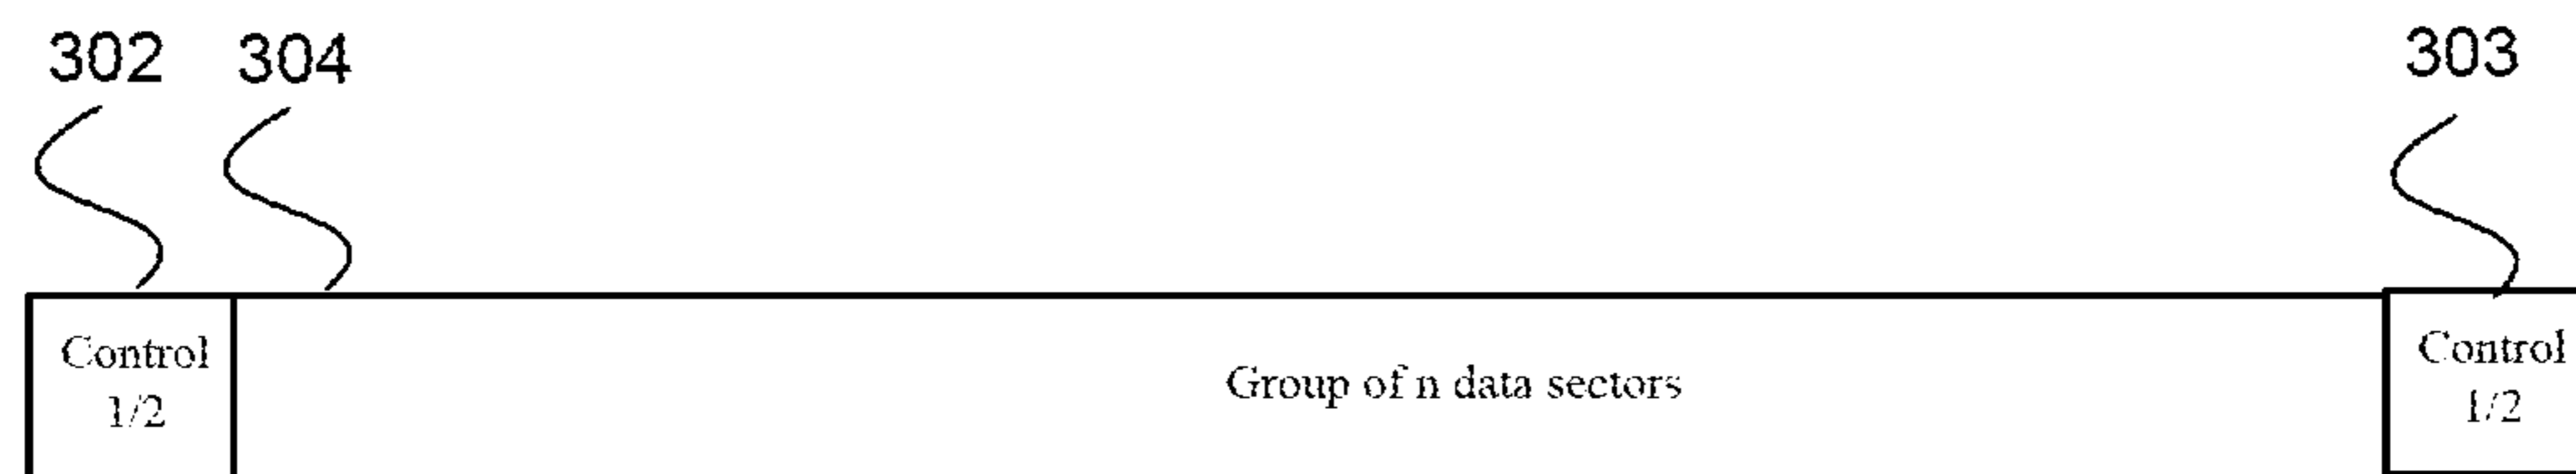 302 304 303
Control
1/2
Group of n data sectors
Control
1/2